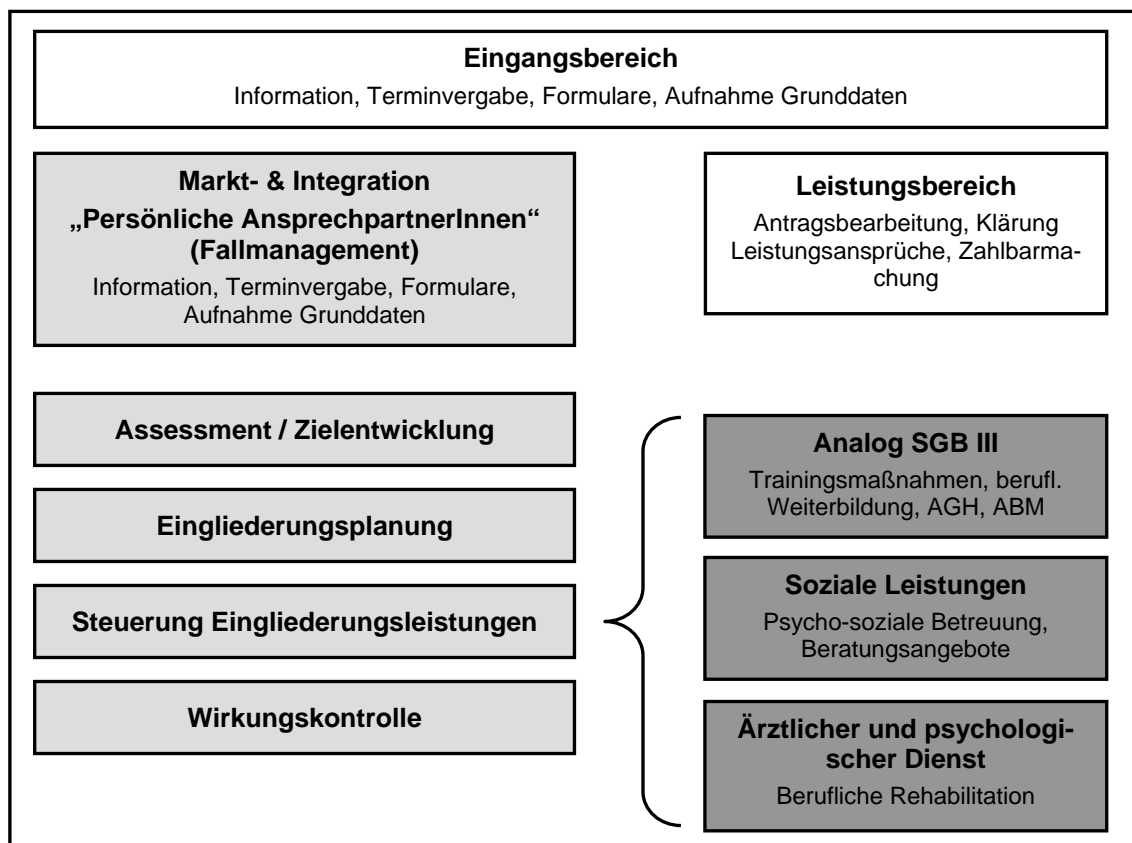 Eingangsbereich
Information, Terminvergabe, Formulare, Aufnahme Grunddaten
Markt- & Integration
„Persönliche AnsprechpartnerInnen“
(Fallmanagement)
Information, Terminvergabe, Formulare,
Aufnahme Grunddaten
Leistungsbereich
Antragsbearbeitung, Klärung
Leistungsansprüche, Zahlbarma-
chung
Assessment / Zielentwicklung
Eingliederungsplanung
Steuerung Eingliederungsleistungen
Wirkungskontrolle
Analog SGB III
Trainingsmaßnahmen, berufl.
Weiterbildung, AGH, ABM
Soziale Leistungen
Psycho-soziale Betreuung,
Beratungsangebote
Ärztlicher und psychologi-
scher Dienst
Berufliche Rehabilitation